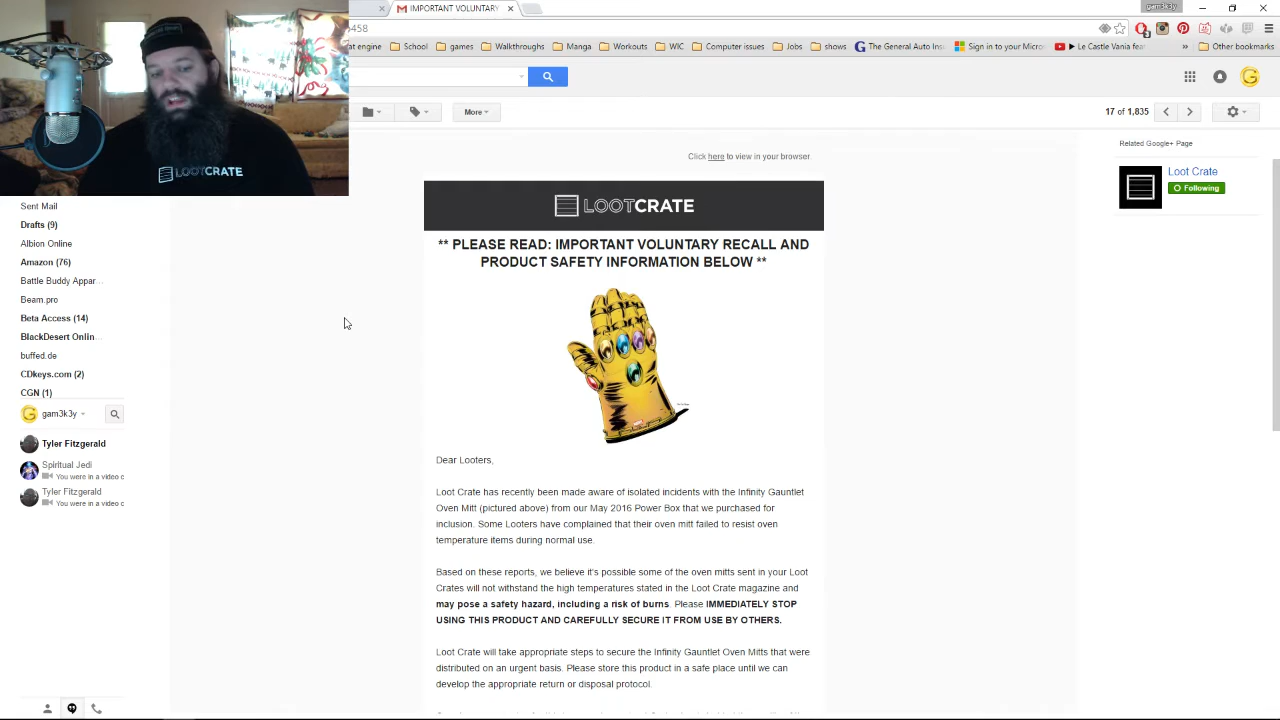 IMPORTANT VOLUNTARY
gam3k3y
458
at engine
School
games
Walkthroughs
Manga
Workouts
WIC
Computer issues
Jobs
shows
The General Auto Ins
Sign in to your
Le Castle Vania feat
Other bookmarks
More
17 of 1,835
LOOTCRATE
Click here to view in your browser.
Related Google+ Page
Loot Crate
Following
LOOTCRATE
** PLEASE READ: IMPORTANT VOLUNTARY RECALL AND
PRODUCT SAFETY INFORMATION BELOW **
Sent Mail
Drafts (9)
Albion Online
Amazon (76)
Battle Buddy Appar...
Beam.pro
Beta Access (14)
BlackDesert Onlin...
buffed.de
CDkeys.com (2)
CGN (1)
gam3k3y
Tyler Fitzgerald
Spiritual Jedi
You were in a video c
Tyler Fitzgerald
You were in a video c
Dear Looters,
Loot Crate has recently been made aware of isolated incidents with the Infinity Gauntlet
Oven Mitt (pictured above) from our May 2016 Power Box that we purchased for
inclusion. Some Looters have complained that their oven mitt failed to resist oven
temperature items during normal use.
Based on these reports, we believe it's possible some of the oven mitts sent in your Loot
Crates will not withstand the high temperatures stated in the Loot Crate magazine and
may pose a safety hazard, including a risk of burns. Please IMMEDIATELY STOP
USING THIS PRODUCT AND CAREFULLY SECURE IT FROM USE BY OTHERS.
Loot Crate will take appropriate steps to secure the Infinity Gauntlet Oven Mitts that were
distributed on an urgent basis. Please store this product in a safe place until we can
develop the appropriate return or disposal protocol.